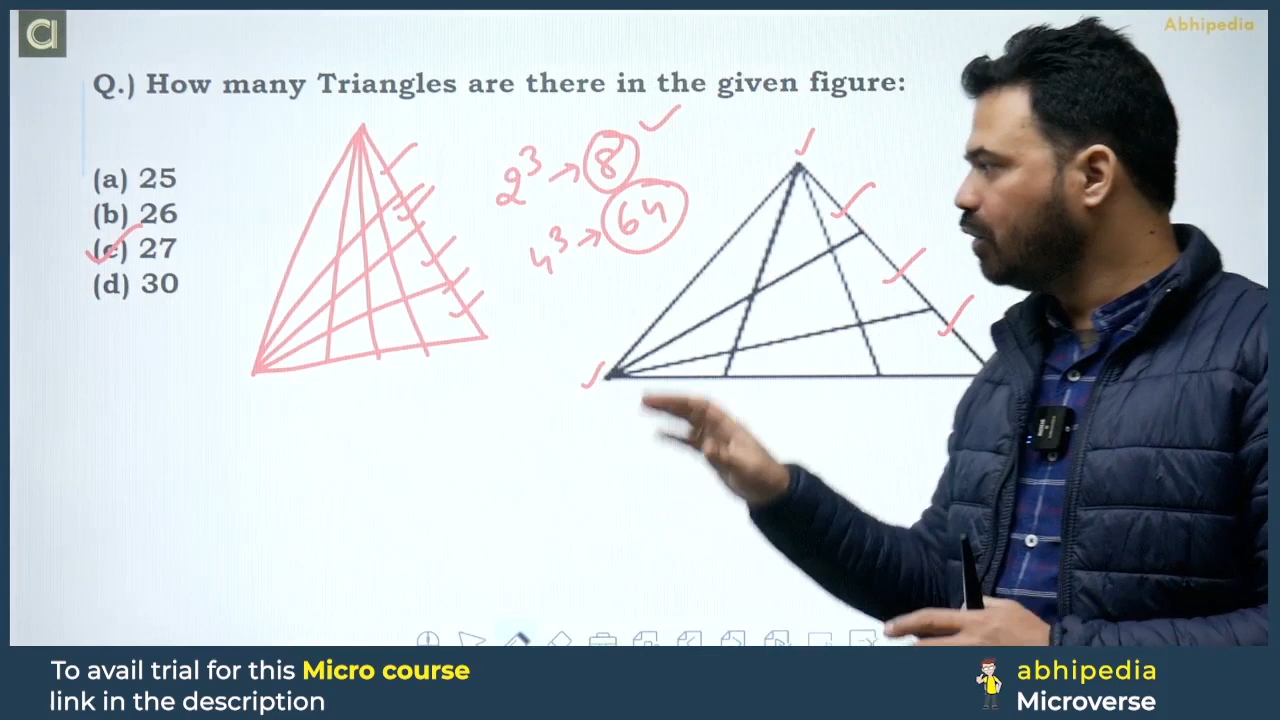 Abhipedia
Q.) How many Triangles are there in the given figure:
(a) 25
(b) 26
(c) 27
(d) 30
2³ → 8
4³ → 64
To avail trial for this Micro course
link in the description
abhipedia
Microverse